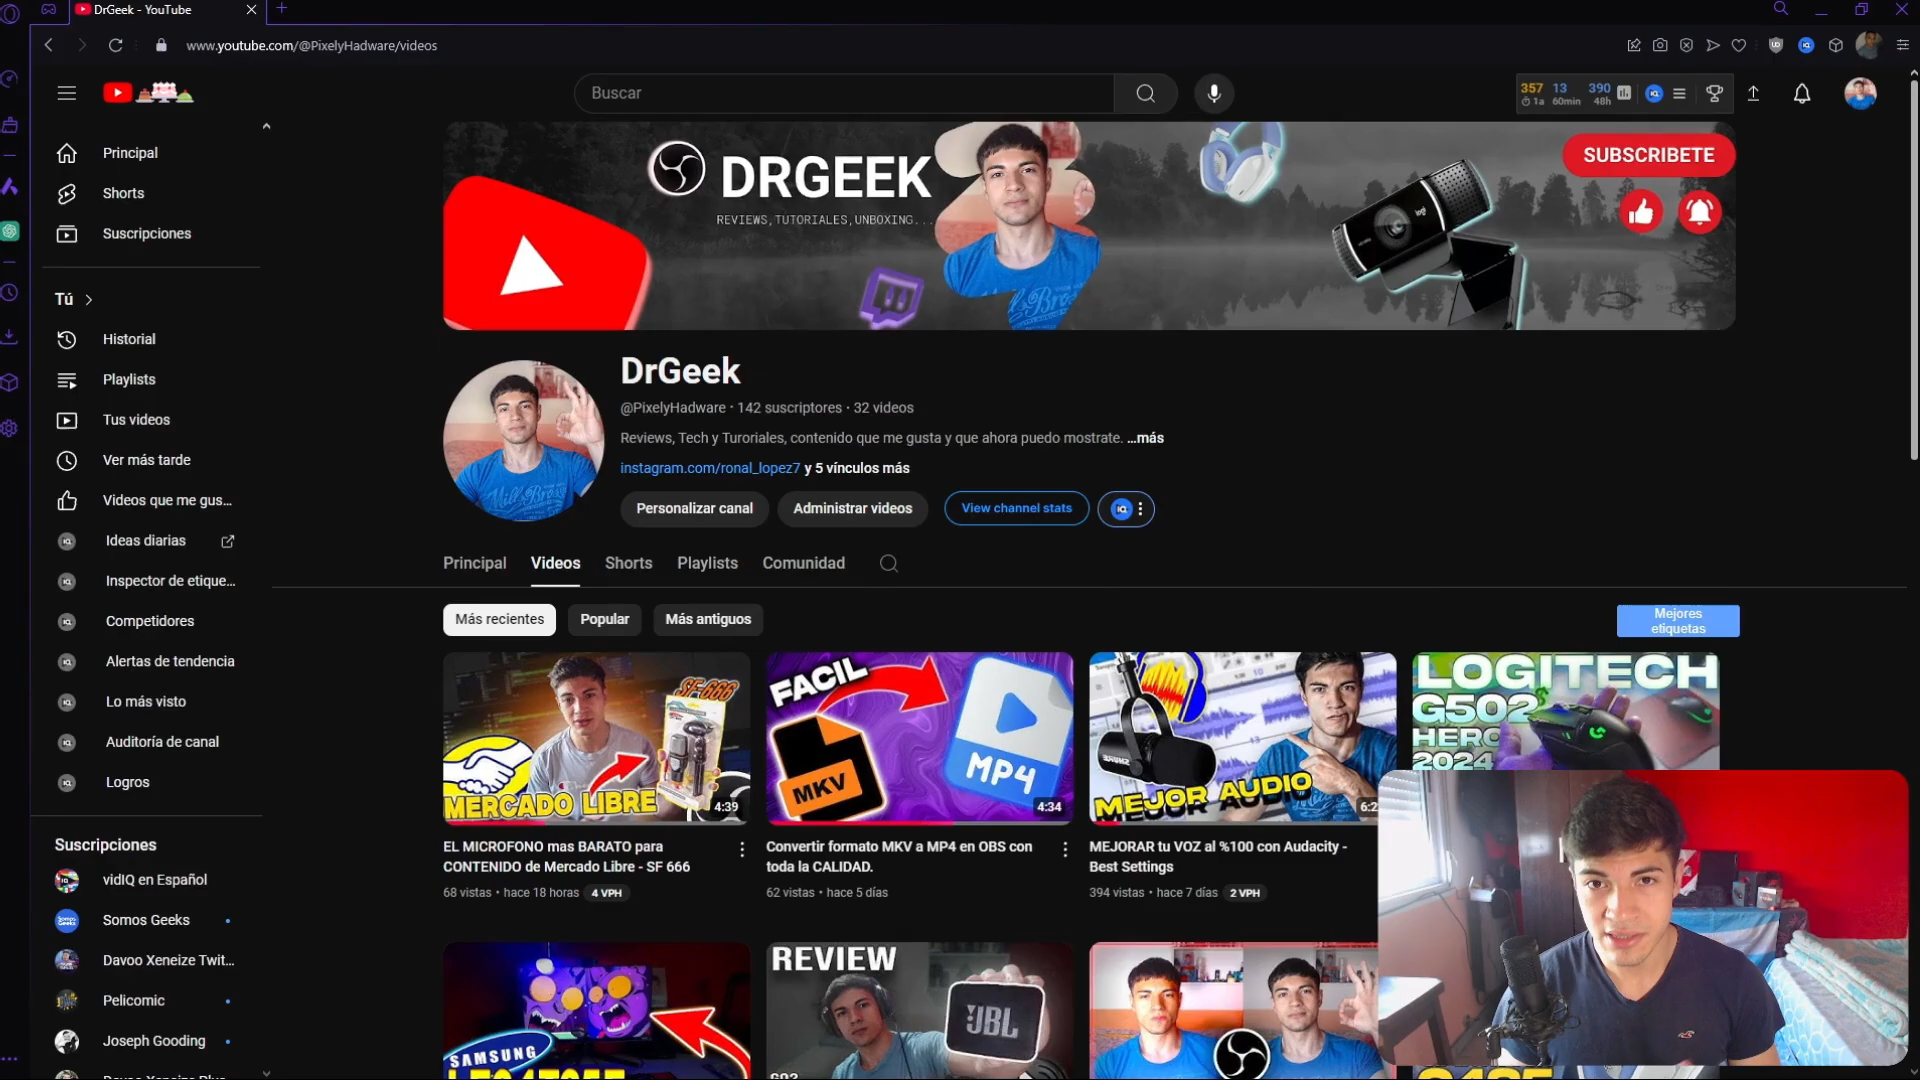 DrGeek - YouTube
www.youtube.com/@PixelyHadware/videos
Buscar
357 13 390
1a 60min 48h
Principal
Shorts
Suscripciones
Tú
Historial
Playlists
Tus videos
Ver más tarde
Videos que me gus...
Ideas diarias
Inspector de etique...
Competidores
Alertas de tendencia
Lo más visto
Auditoría de canal
Logros
Suscripciones
vidIQ en Español
Somos Geeks
Davoo Xeneize Twit...
Pelicomic
Joseph Gooding
DRGEEK
REVIEWS,TUTORIALES,UNBOXING...
SUBSCRIBETE
DrGeek
@PixelyHadware · 142 suscriptores · 32 videos
Reviews, Tech y Turoriales, contenido que me gusta y que ahora puedo mostrate. ...más
instagram.com/ronal_lopez7 y 5 vínculos más
Personalizar canal
Administrar videos
View channel stats
Principal
Videos
Shorts
Playlists
Comunidad
Más recientes
Popular
Más antiguos
Mejores
etiquetas
SF-666
MERCADO LIBRE
4:39
EL MICROFONO mas BARATO para
CONTENIDO de Mercado Libre - SF 666
68 vistas · hace 18 horas 4 VPH
FACIL
MKV
MP4
4:34
Convertir formato MKV a MP4 en OBS con
toda la CALIDAD.
62 vistas · hace 5 días
MEJOR AUDIO
MEJORAR tu VOZ al %100 con Audacity -
Best Settings
394 vistas · hace 7 días 2 VPH
LOGITECH
G502
HERO
2024
SAMSUNG
REVIEW
JBL